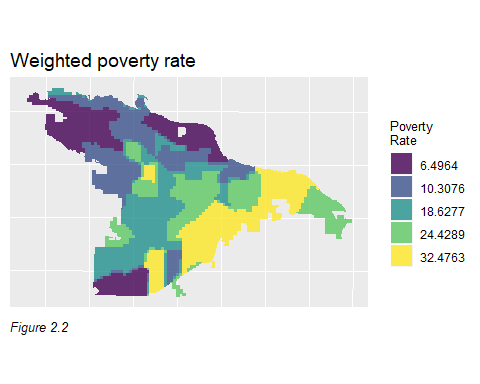 Weighted poverty rate
Poverty
Rate
6.4964
10.3076
18.6277
24.4289
32.4763
Figure 2.2